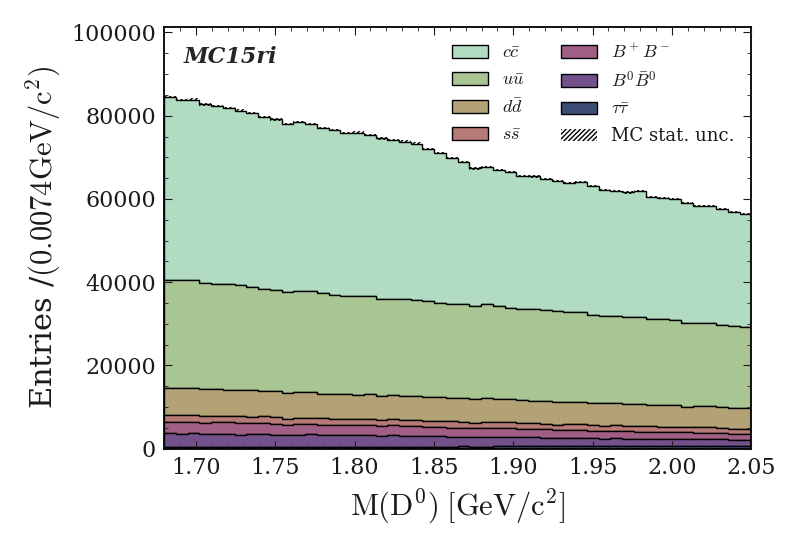 MC15ri
cc̄
uū
dd̄
ss̄
B⁺B⁻
B⁰B̄⁰
ττ̄
MC stat. unc.
Entries /(0.0074GeV/c²)
100000
80000
60000
40000
20000
0
1.70 1.75 1.80 1.85 1.90 1.95 2.00 2.05
M(D⁰) [GeV/c²]